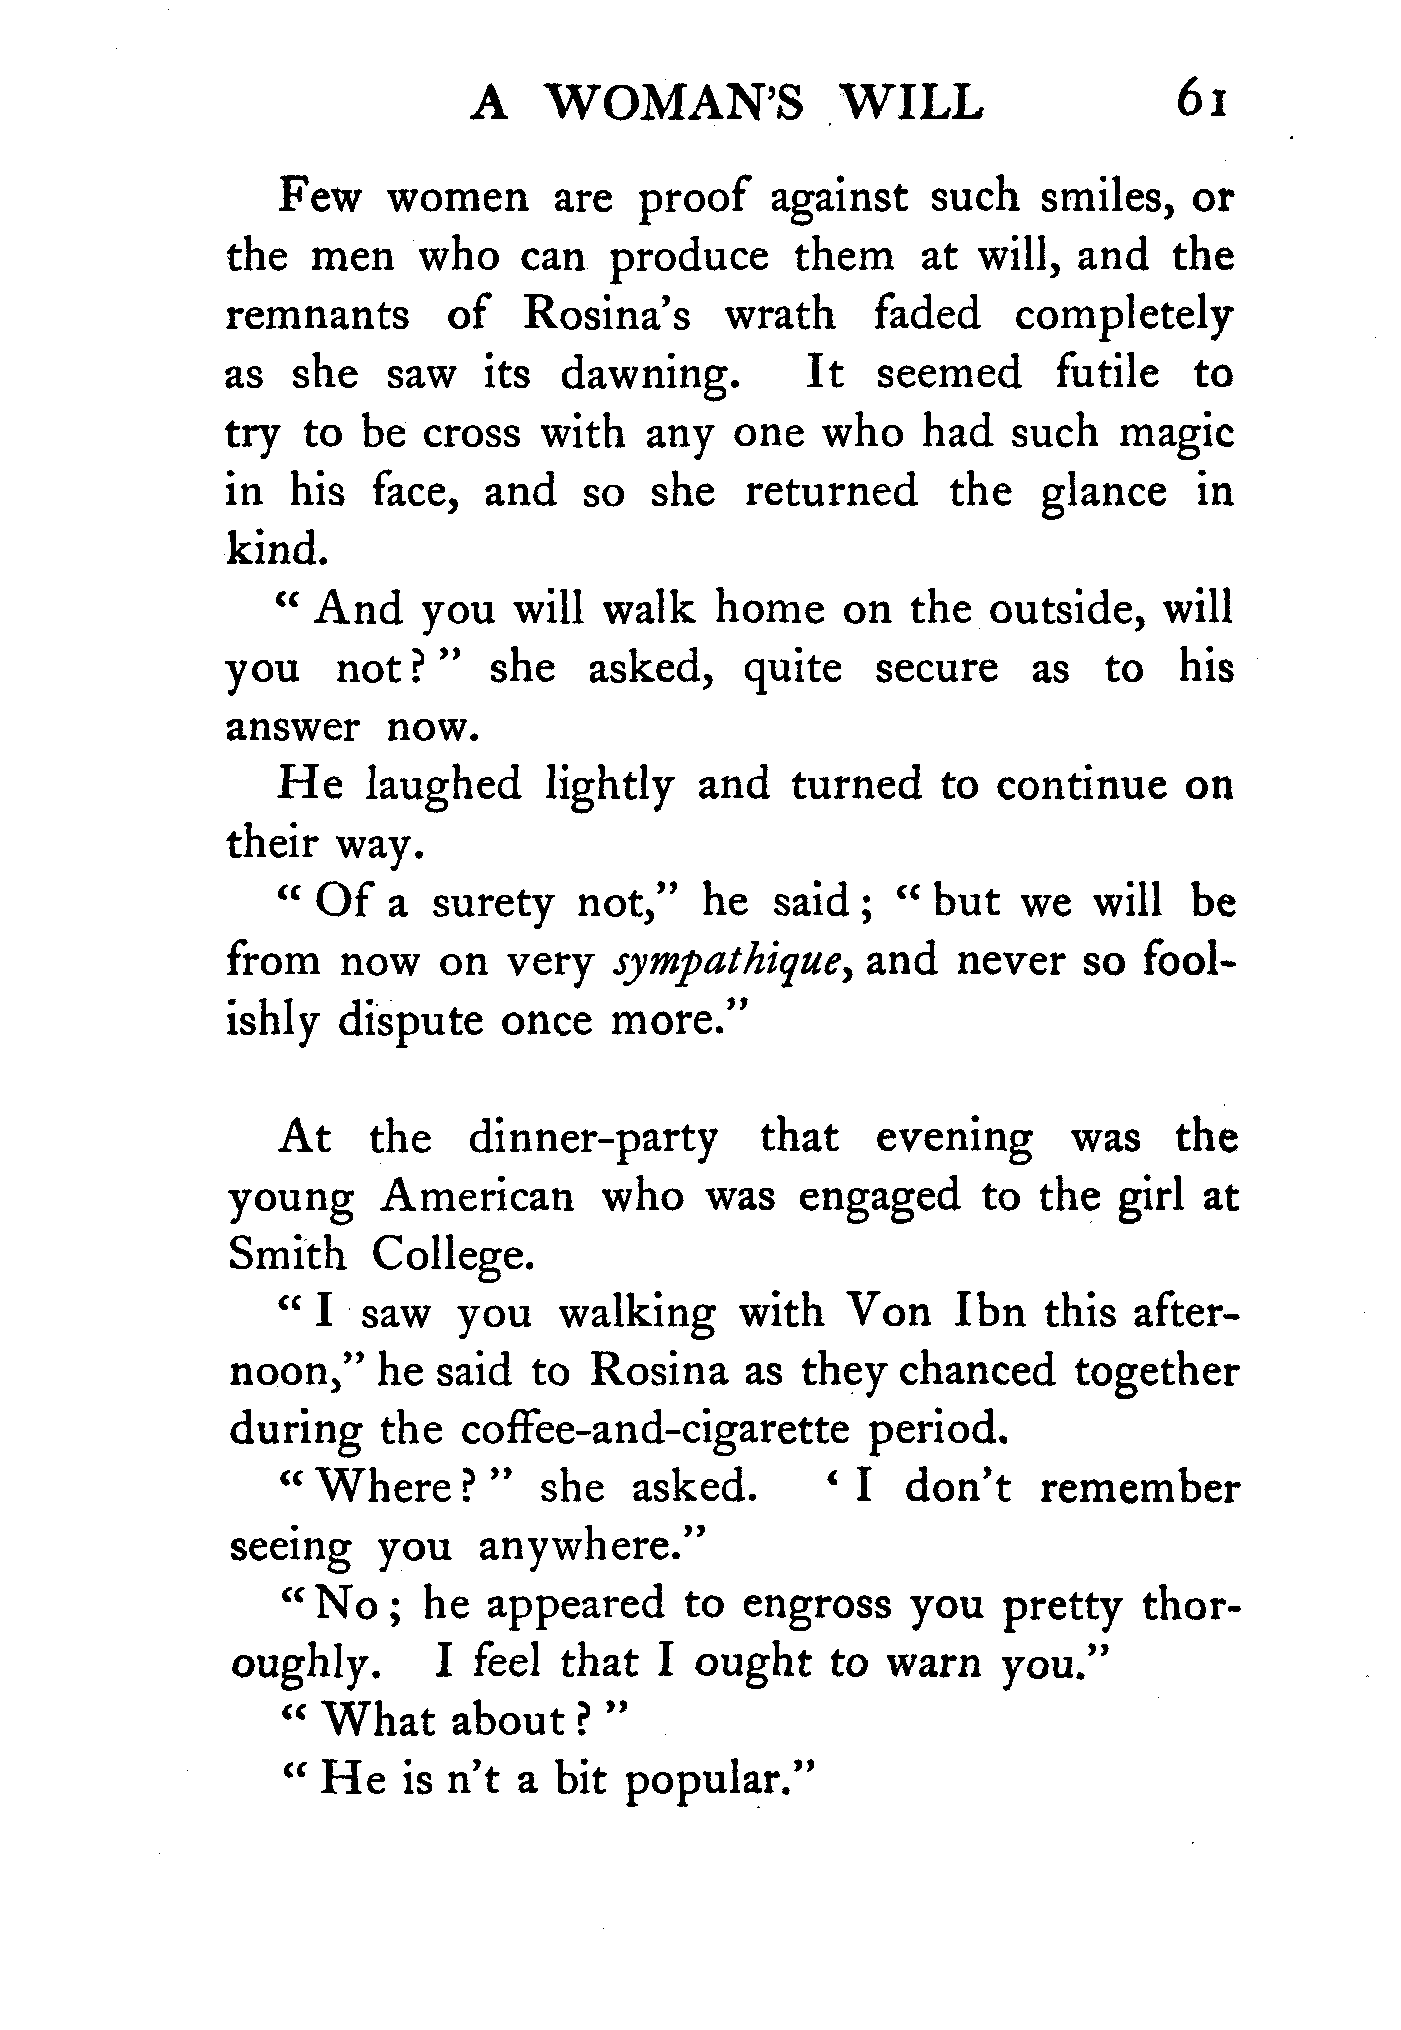 A WOMAN'S WILL 61
Few women are proof against such smiles, or
the men who can produce them at will, and the
remnants of Rosina's wrath faded completely
as she saw its dawning. It seemed futile to
try to be cross with any one who had such magic
in his face, and so she returned the glance in
kind.
“ And you will walk home on the outside, will
you not? ” she asked, quite secure as to his
answer now.
He laughed lightly and turned to continue on
their way.
“ Of a surety not,” he said ; “ but we will be
from now on very sympathique, and never so fool-
ishly dispute once more.”
At the dinner-party that evening was the
young American who was engaged to the girl at
Smith College.
“ I saw you walking with Von Ibn this after-
noon,” he said to Rosina as they chanced together
during the coffee-and-cigarette period.
“ Where ? ” she asked. ‘ I don't remember
seeing you anywhere.”
“ No ; he appeared to engross you pretty thor-
oughly. I feel that I ought to warn you.”
“ What about ? ”
“ He is n't a bit popular.”